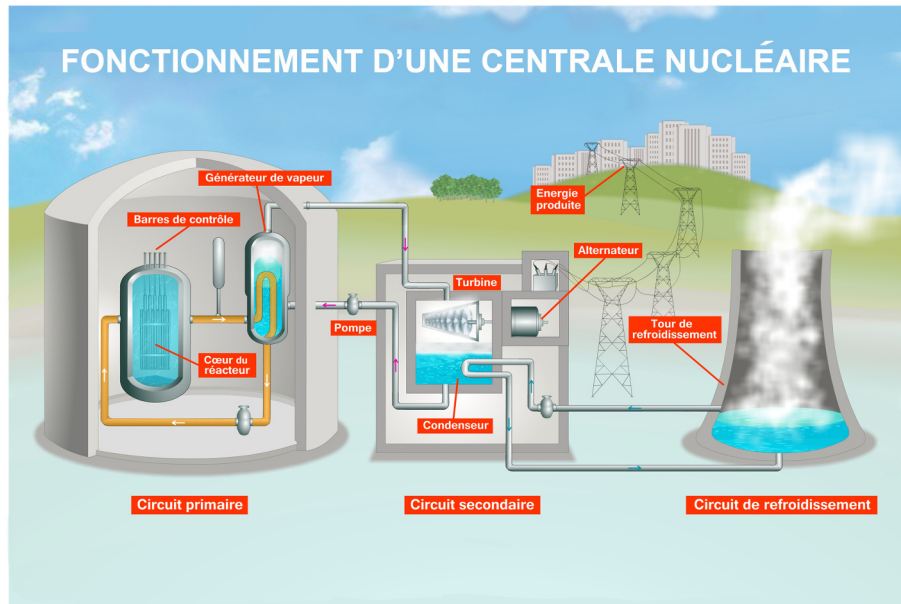 FONCTIONNEMENT D'UNE CENTRALE NUCLÉAIRE
Générateur de vapeur
Barres de contrôle
Energie
produite
Alternateur
Turbine
Pompe
Tour de
refroidissement
Cœur du
réacteur
Condenseur
Circuit primaire
Circuit secondaire
Circuit de refroidissement